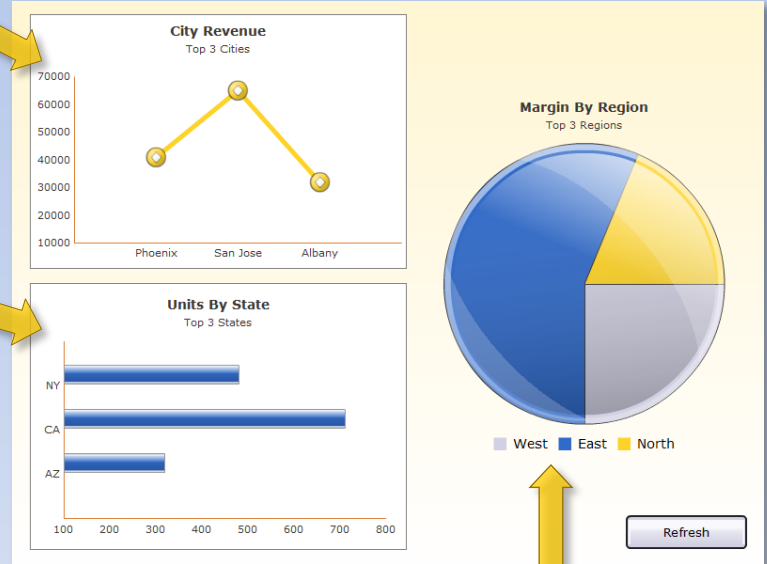 City Revenue
Top 3 Cities
70000
60000
50000
40000
30000
20000
10000
Phoenix San Jose Albany
Units By State
Top 3 States
NY
CA
AZ
100 200 300 400 500 600 700 800
Margin By Region
Top 3 Regions
West East North
Refresh